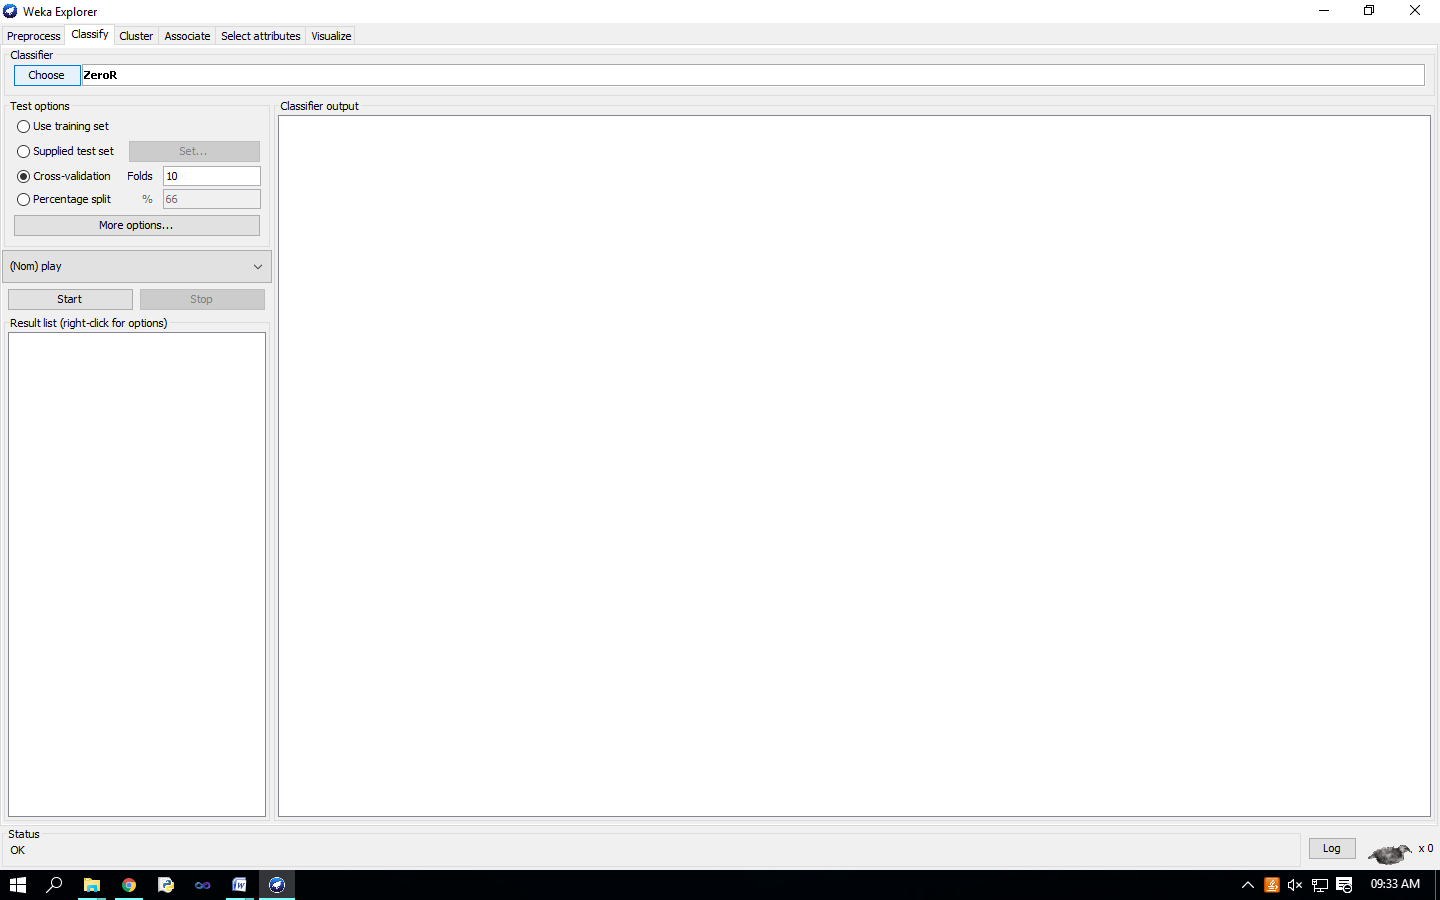 Weka Explorer
Preprocess Classify Cluster Associate Select attributes Visualize
Classifier
Choose ZeroR
Test options
Use training set
Supplied test set Set...
Cross-validation Folds 10
Percentage split % 66
More options...
(Nom) play
Start Stop
Result list (right-click for options)
Classifier output
Status
OK
Log x 0
09:33 AM